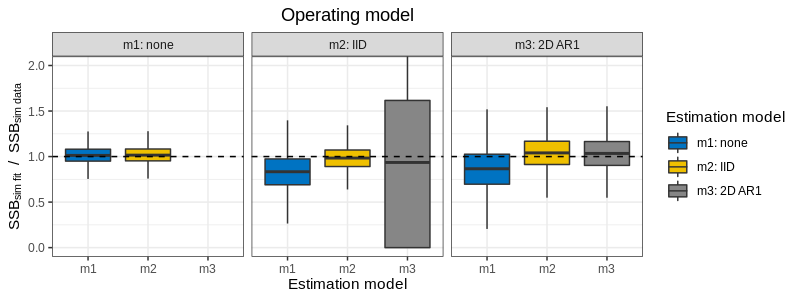 Operating model
m1: none
m2: IID
m3: 2D AR1
SSBsim fit / SSBsim data
2.0
1.5
1.0
0.5
0.0
m1 m2 m3
m1 m2 m3
m1 m2 m3
Estimation model
Estimation model
m1: none
m2: IID
m3: 2D AR1